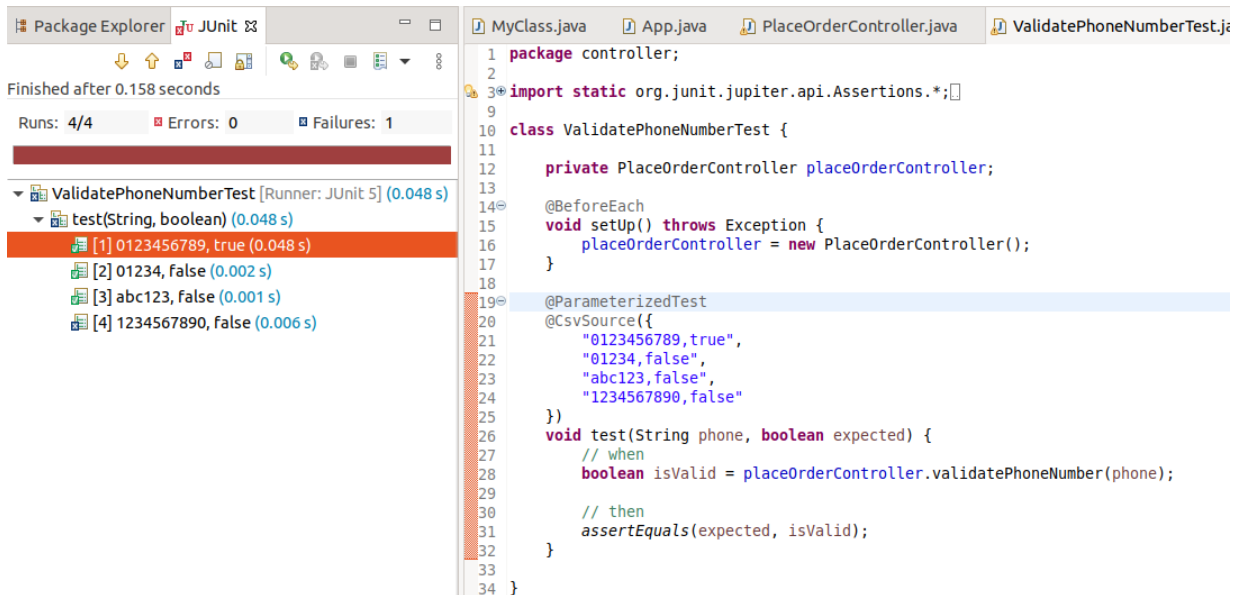 Package Explorer JUnit
Finished after 0.158 seconds
Runs: 4/4 Errors: 0 Failures: 1
ValidatePhoneNumberTest [Runner: JUnit 5] (0.048 s)
test(String, boolean) (0.048 s)
[1] 0123456789, true (0.048 s)
[2] 01234, false (0.002 s)
[3] abc123, false (0.001 s)
[4] 1234567890, false (0.006 s)
MyClass.java App.java PlaceOrderController.java ValidatePhoneNumberTest.ja
1 package controller;
2
3 import static org.junit.jupiter.api.Assertions.*;
9
10 class ValidatePhoneNumberTest {
11
12 private PlaceOrderController placeOrderController;
13
14 @BeforeEach
15 void setUp() throws Exception {
16 placeOrderController = new PlaceOrderController();
17 }
18
19 @ParameterizedTest
20 @CsvSource({
21 "0123456789,true",
22 "01234,false",
23 "abc123,false",
24 "1234567890,false"
25 })
26 void test(String phone, boolean expected) {
27 // when
28 boolean isValid = placeOrderController.validatePhoneNumber(phone);
29
30 // then
31 assertEquals(expected, isValid);
32 }
33
34 }